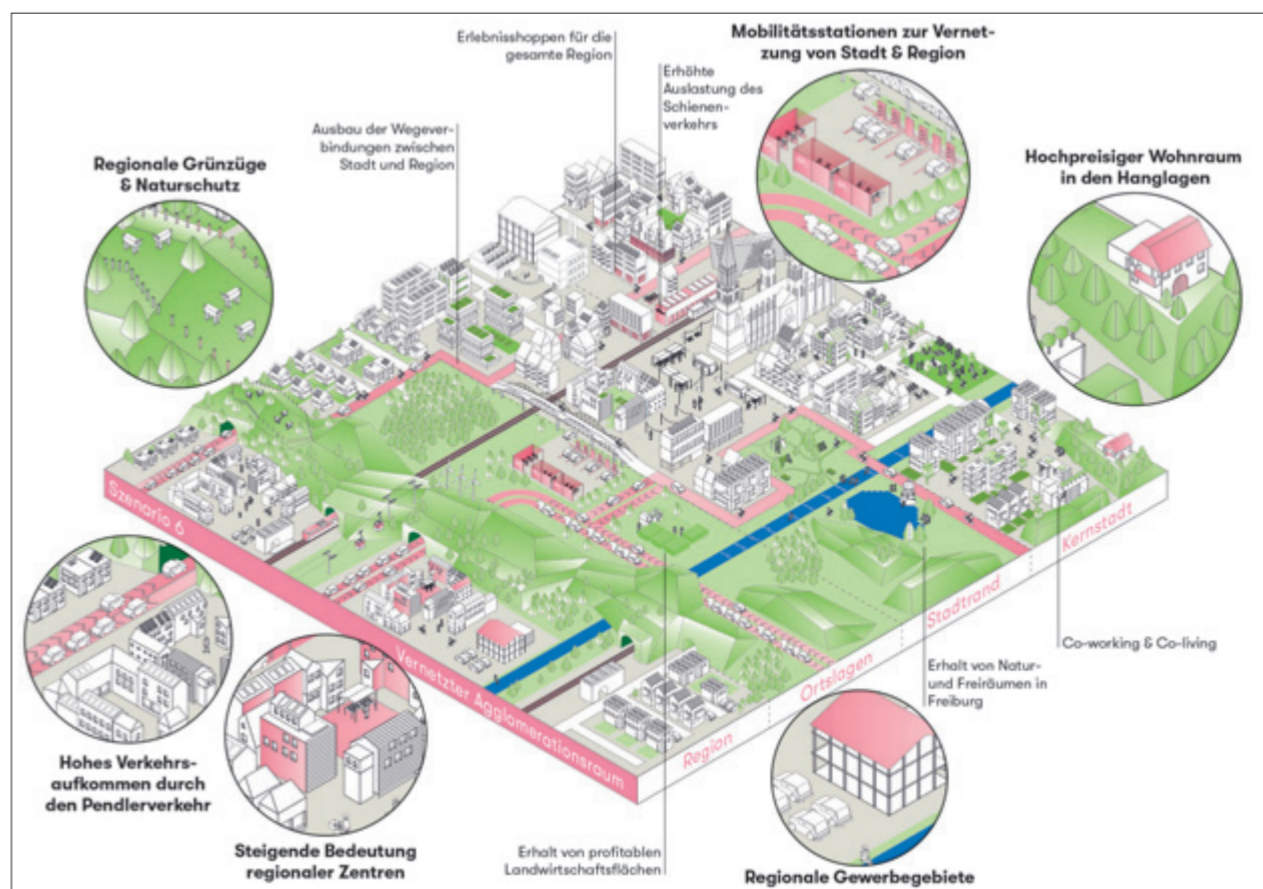 Erlebnisshoppen für die
gesamte Region
Mobilitätsstationen zur Vernet-
zung von Stadt & Region
Erhöhte
Auslastung des
Schienen-
verkehrs
Ausbau der Wegever-
bindungen zwischen
Stadt und Region
Regionale Grünzüge
& Naturschutz
Hochpreisiger Wohnraum
in den Hanglagen
Szenario 6
Vernetzter Agglomerationsraum
Region
Ortslagen
Stadtrand
Kernstadt
Co-working & Co-living
Erhalt von Natur-
und Freiräumen in
Freiburg
Hohes Verkehrs-
aufkommen durch
den Pendlerverkehr
Steigende Bedeutung
regionaler Zentren
Erhalt von profitablen
Landwirtschaftsflächen
Regionale Gewerbegebiete